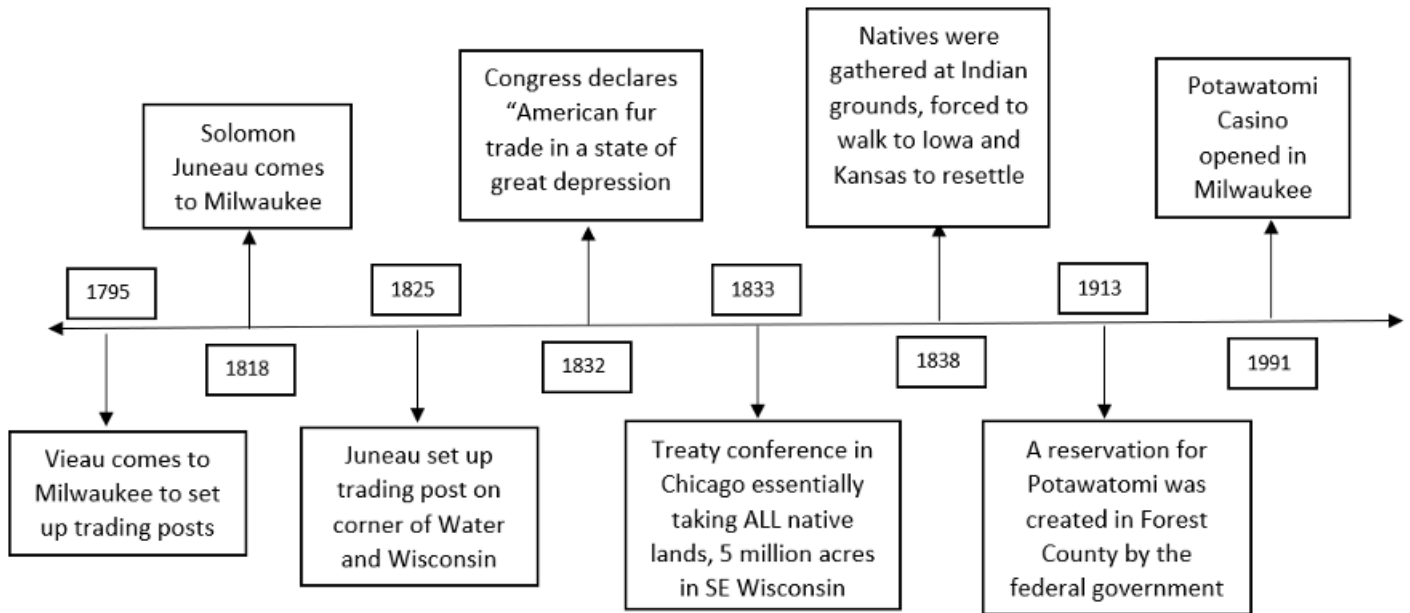 Solomon
Juneau comes
to Milwaukee
Congress declares
“American fur
trade in a state of
great depression
Natives were
gathered at Indian
grounds, forced to
walk to Iowa and
Kansas to resettle
Potawatomi
Casino
opened in
Milwaukee
1795
1825
1833
1913
1818
1832
1838
1991
Vieau comes to
Milwaukee to set
up trading posts
Juneau set up
trading post on
corner of Water
and Wisconsin
Treaty conference in
Chicago essentially
taking ALL native
lands, 5 million acres
in SE Wisconsin
A reservation for
Potawatomi was
created in Forest
County by the
federal government